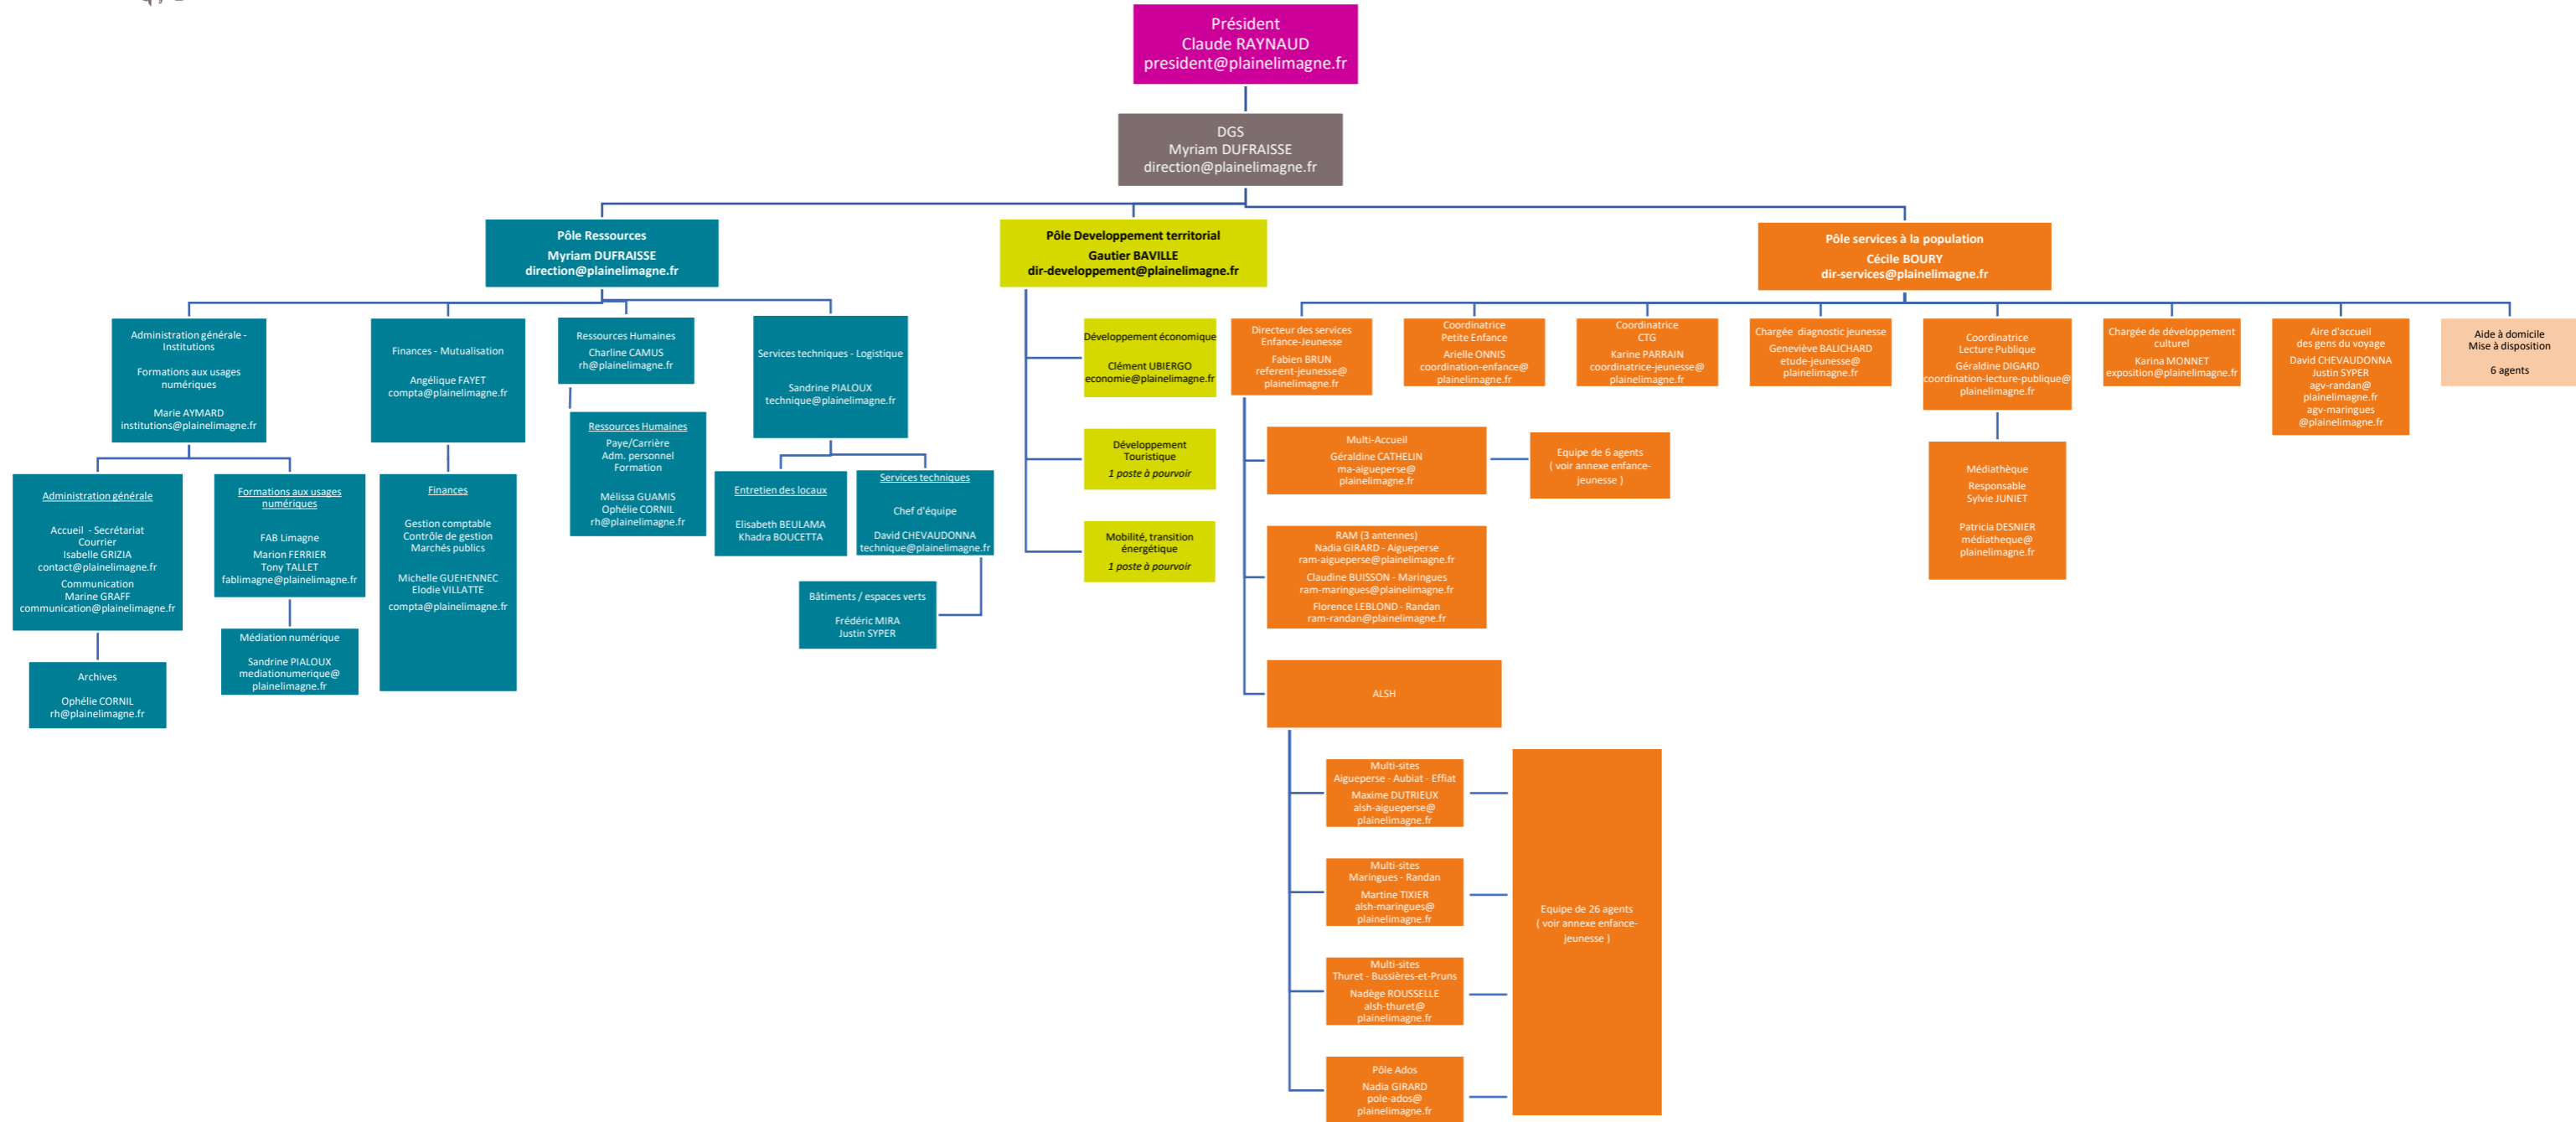 Président
Claude RAYNAUD
president@plainelimagne.fr
DGS
Myriam DUFRAISSE
direction@plainelimagne.fr
Pôle Ressources
Myriam DUFRAISSE
direction@plainelimagne.fr
Pôle Developpement territorial
Gautier BAVILLE
dir-developpement@plainelimagne.fr
Pôle services à la population
Cécile BOURY
dir-services@plainelimagne.fr
Administration générale -
Institutions
Formations aux usages
numériques
Marie AYMARD
institutions@plainelimagne.fr
Finances - Mutualisation
Angélique FAYET
compta@plainelimagne.fr
Ressources Humaines
Charline CAMUS
rh@plainelimagne.fr
Services techniques - Logistique
Sandrine PIALOUX
technique@plainelimagne.fr
Administration générale
Accueil - Secrétariat
Courrier
Isabelle GRIZIA
contact@plainelimagne.fr
Communication
Marine GRAFF
communication@plainelimagne.fr
Archives
Ophélie CORNIL
rh@plainelimagne.fr
Formations aux usages
numériques
FAB Limagne
Marion FERRIER
Tony TALLET
fablimagne@plainelimagne.fr
Médiation numérique
Sandrine PIALOUX
mediationumerique@
plainelimagne.fr
Finances
Gestion comptable
Contrôle de gestion
Marchés publics
Michelle GUEHENNEC
Elodie VILLATTE
compta@plainelimagne.fr
Ressources Humaines
Paye/Carrière
Adm. personnel
Formation
Mélissa GUAMIS
Ophélie CORNIL
rh@plainelimagne.fr
Entretien des locaux
Elisabeth BEULAMA
Khadra BOUCETTA
Services techniques
Chef d'équipe
David CHEVAUDONNA
technique@plainelimagne.fr
Bâtiments / espaces verts
Frédéric MIRA
Justin SYPER
Développement économique
Clément UBIERGO
economie@plainelimagne.fr
Développement
Touristique
1 poste à pourvoir
Mobilité, transition
énergétique
1 poste à pourvoir
Directeur des services
Enfance-Jeunesse
Fabien BRUN
referent-jeunesse@
plainelimagne.fr
Coordinatrice
Petite Enfance
Arielle ONNIS
coordination-enfance@
plainelimagne.fr
Coordinatrice
CTG
Karine PARRAIN
coordinatrice-jeunesse@
plainelimagne.fr
Chargée diagnostic jeunesse
Geneviève BALICHARD
etude-jeunesse@
plainelimagne.fr
Coordinatrice
Lecture Publique
Géraldine DIGARD
coordination-lecture-publique@
plainelimagne.fr
Chargée de développement
culturel
Karina MONNET
exposition@plainelimagne.fr
Aire d'accueil
des gens du voyage
David CHEVAUDONNA
Justin SYPER
agv-randan@
plainelimagne.fr
agv-maringues
@plainelimagne.fr
Aide à domicile
Mise à disposition
6 agents
Multi-Accueil
Géraldine CATHELIN
ma-aigueperse@
plainelimagne.fr
Equipe de 6 agents
( voir annexe enfance-
jeunesse )
Médiathèque
Responsable
Sylvie JUNIET
Patricia DESNIER
médiatheque@
plainelimagne.fr
RAM (3 antennes)
Nadia GIRARD - Aigueperse
ram-aigueperse@plainelimagne.fr
Claudine BUISSON - Maringues
ram-maringues@plainelimagne.fr
Florence LEBLOND - Randan
ram-randan@plainelimagne.fr
ALSH
Multi-sites
Aigueperse - Aubiat - Effiat
Maxime DUTRIEUX
alsh-aigueperse@
plainelimagne.fr
Multi-sites
Maringues - Randan
Martine TIXIER
alsh-maringues@
plainelimagne.fr
Multi-sites
Thuret - Bussières-et-Pruns
Nadège ROUSSELLE
alsh-thuret@
plainelimagne.fr
Pôle Ados
Nadia GIRARD
pole-ados@
plainelimagne.fr
Equipe de 26 agents
( voir annexe enfance-
jeunesse )